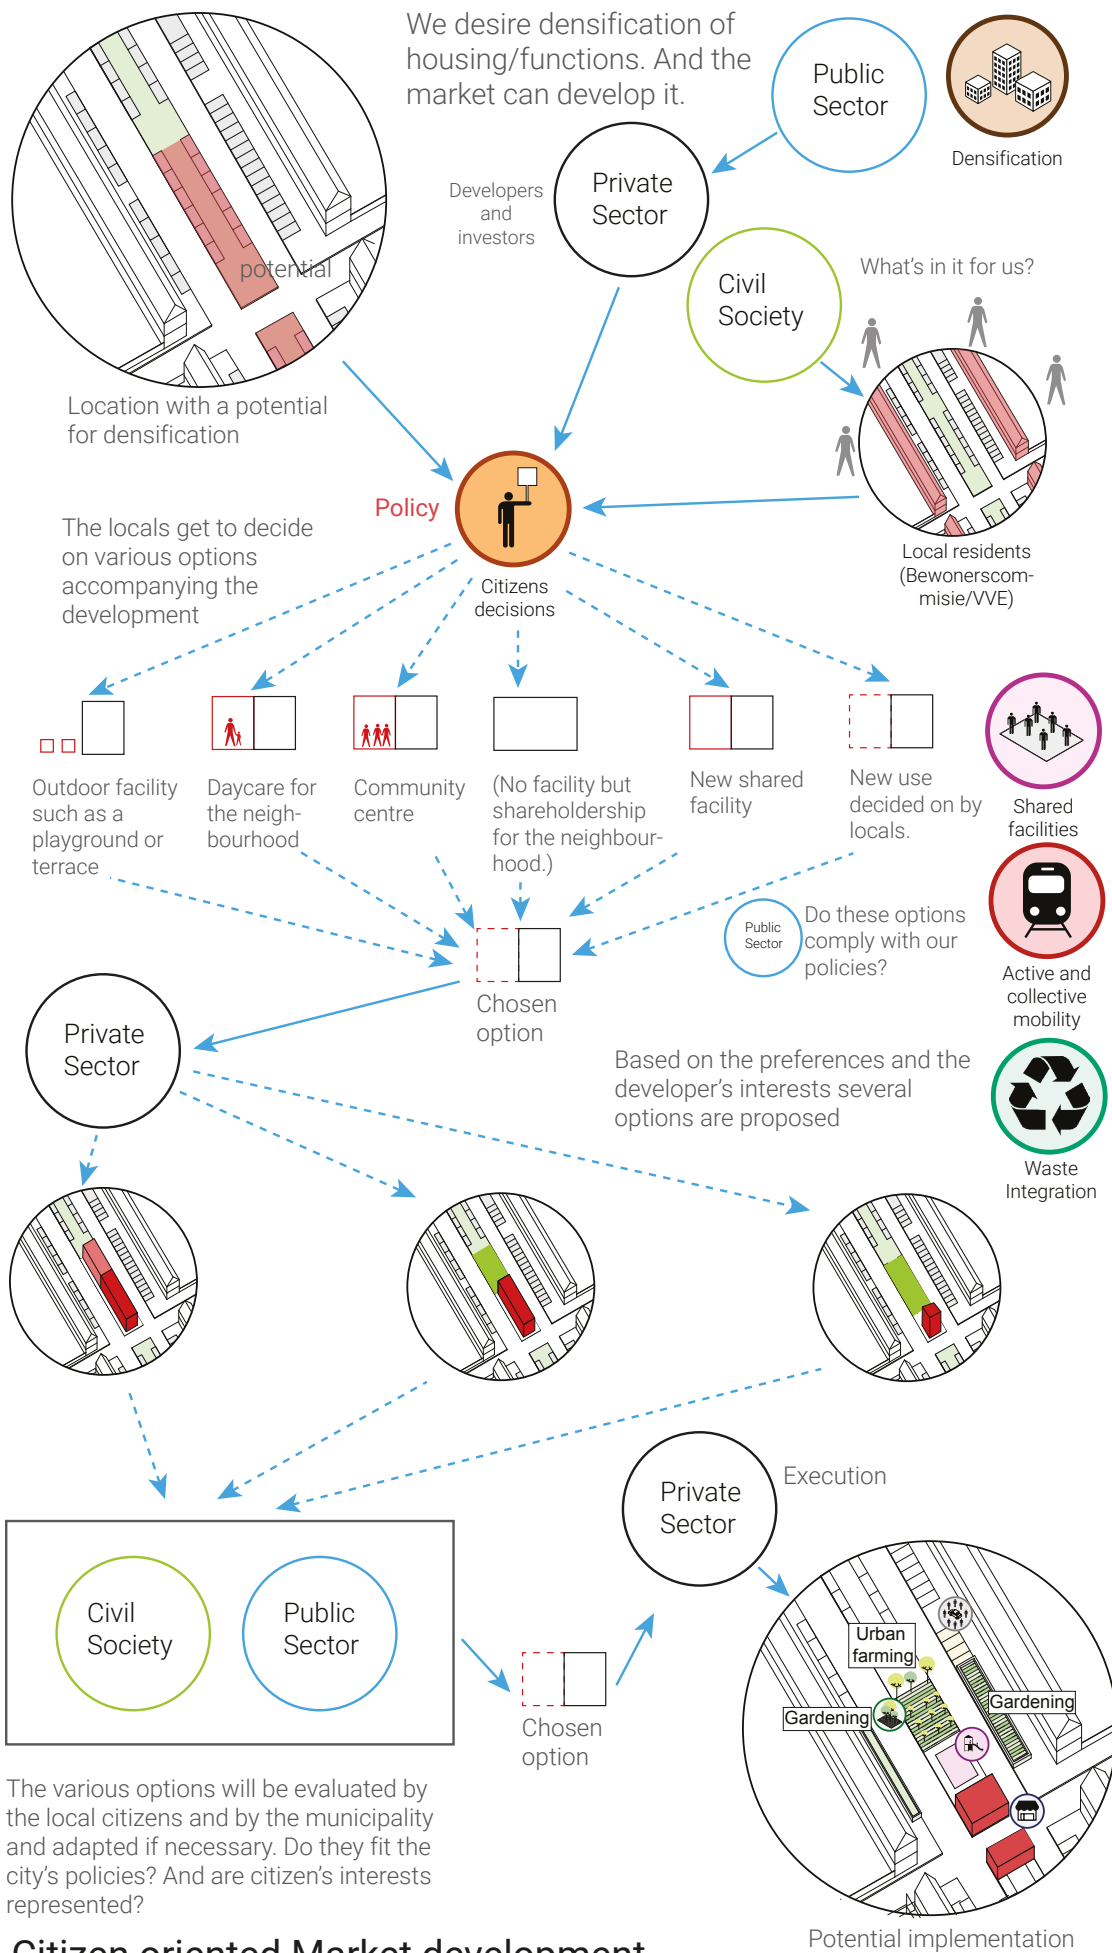 We desire densification of
housing/functions. And the
market can develop it.
Public
Sector
Densification
Developers
and
investors
Private
Sector
potential
Civil
Society
What's in it for us?
Location with a potential
for densification
Policy
The locals get to decide
on various options
accompanying the
development
Citizens
decisions
Local residents
(Bewonerscom-
misie/VVE)
Outdoor facility
such as a
playground or
terrace
Daycare for
the neigh-
bourhood
Community
centre
(No facility but
shareholdership
for the neighbour-
hood.)
New shared
facility
New use
decided on by
locals.
Shared
facilities
Public
Sector
Do these options
comply with our
policies?
Active and
collective
mobility
Chosen
option
Private
Sector
Based on the preferences and the
developer's interests several
options are proposed
Waste
Integration
Private
Sector
Execution
Civil
Society
Public
Sector
Chosen
option
Urban
farming
Gardening
Gardening
The various options will be evaluated by
the local citizens and by the municipality
and adapted if necessary. Do they fit the
city's policies? And are citizen's interests
represented?
Potential implementation
Citizen oriented Market development